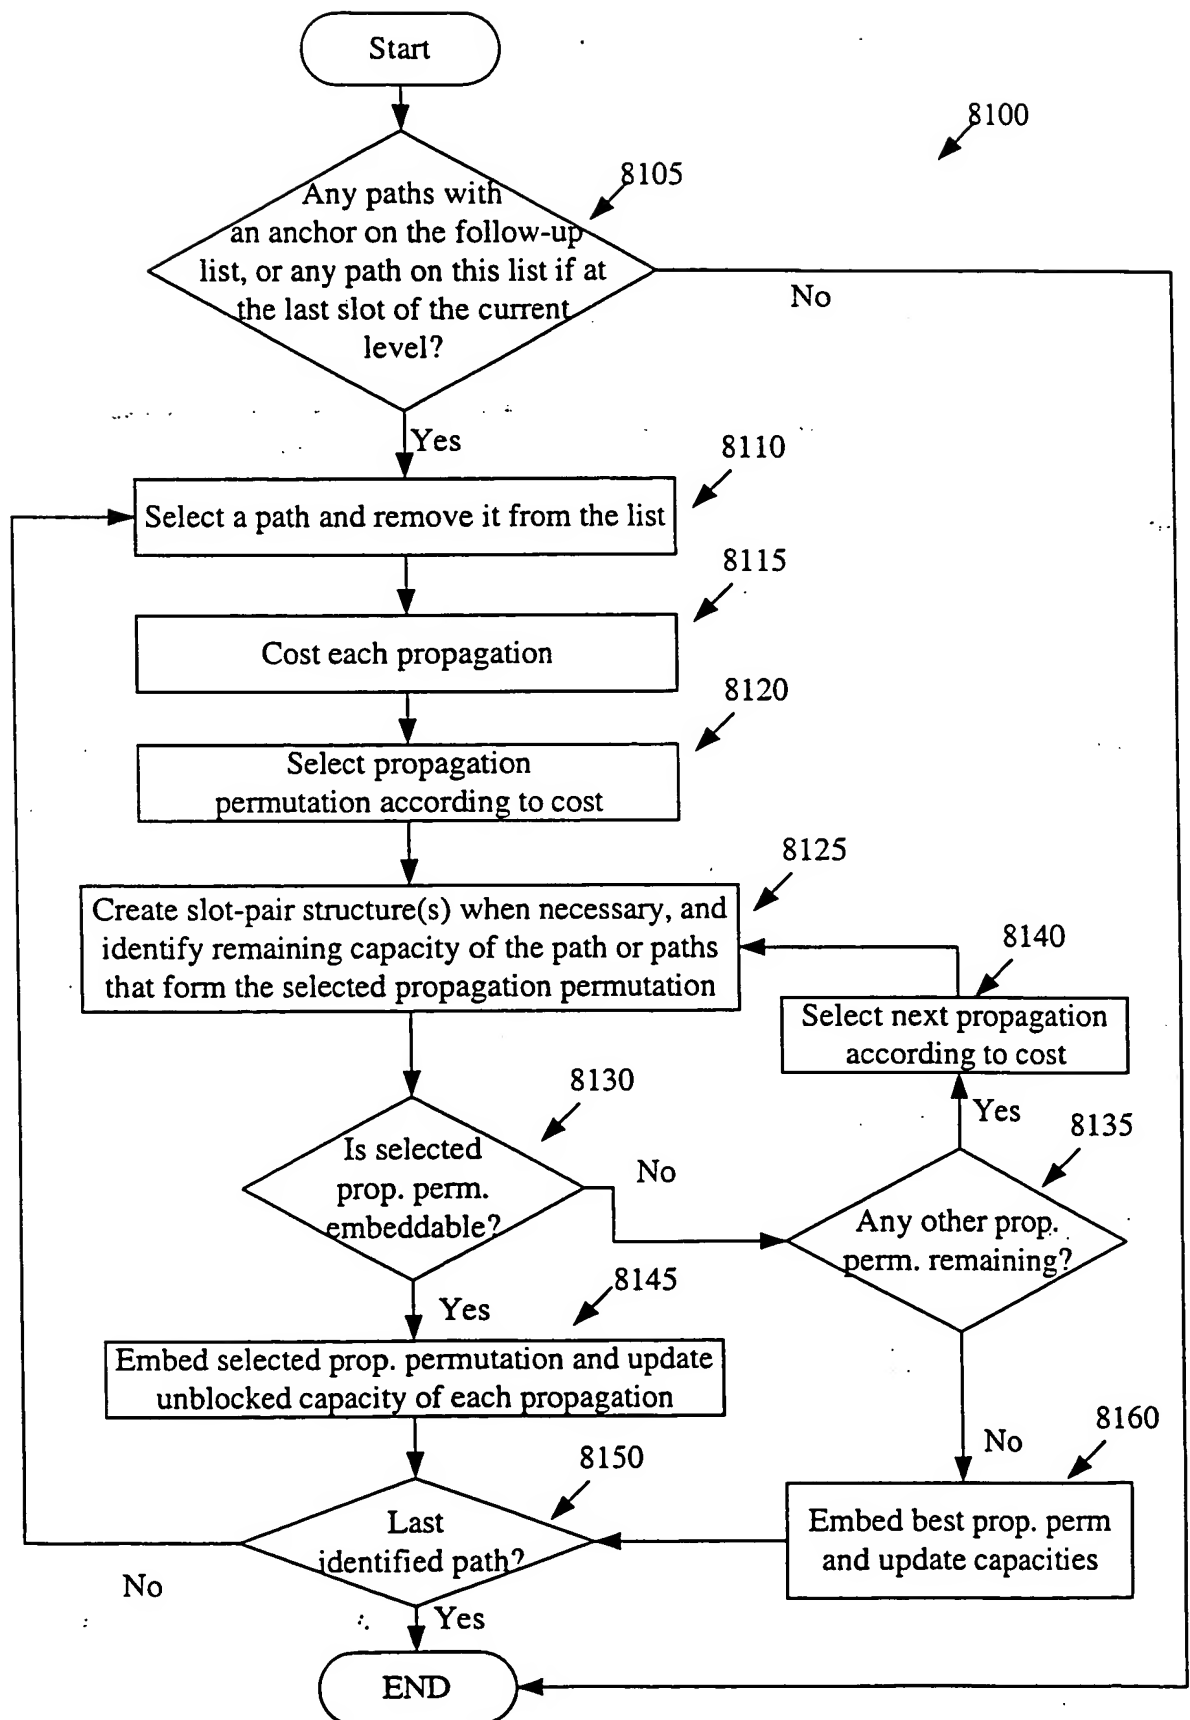 Start
8100
8105
Any paths with
an anchor on the follow-up
list, or any path on this list if at
the last slot of the current
level?
No
Yes
8110
Select a path and remove it from the list
8115
Cost each propagation
8120
Select propagation
permutation according to cost
8125
Create slot-pair structure(s) when necessary, and
identify remaining capacity of the path or paths
that form the selected propagation permutation
8140
Select next propagation
according to cost
Yes
8130
Is selected
prop. perm.
embeddable?
No
8135
Any other prop.
perm. remaining?
Yes
8145
Embed selected prop. permutation and update
unblocked capacity of each propagation
No
8160
Embed best prop. perm
and update capacities
8150
Last
identified path?
No
Yes
END